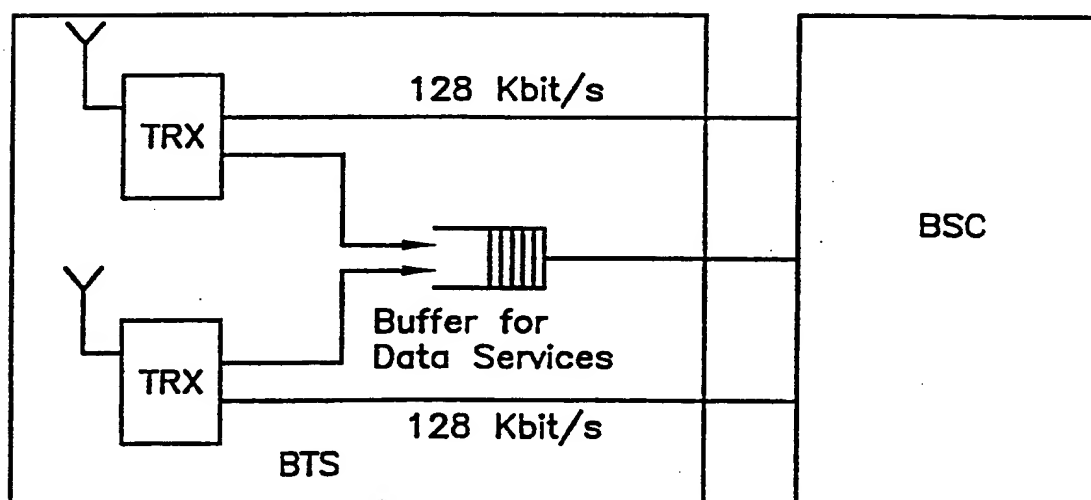 128 Kbit/s
TRX
BSC
Buffer for
Data Services
TRX
128 Kbit/s
BTS